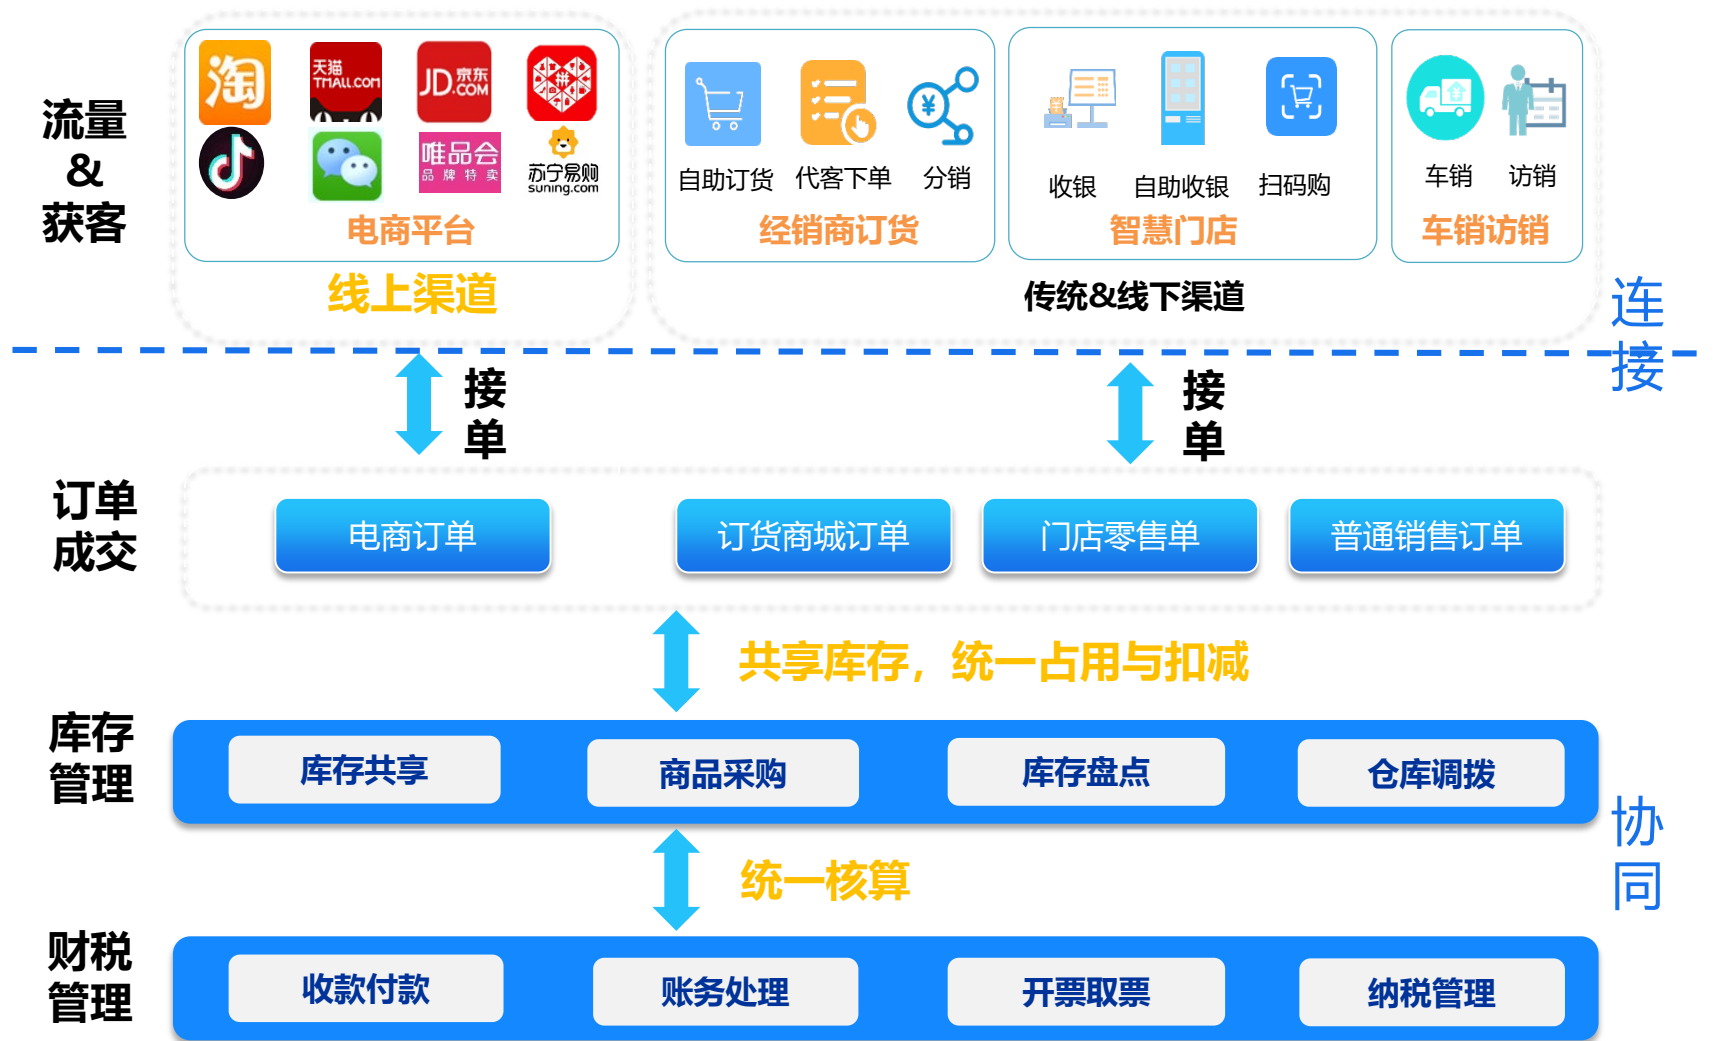 流量
&
获客
淘
天猫
TMALL.COM
JD京东
.COM
拼
唯品会
品牌特卖
苏宁易购
suning.com
电商平台
线上渠道
自助订货
代客下单
分销
经销商订货
收银
自助收银
扫码购
智慧门店
车销
访销
车销访销
传统&线下渠道
连
接
接
单
接
单
订单
成交
电商订单
订货商城订单
门店零售单
普通销售订单
共享库存，统一占用与扣减
库存
管理
库存共享
商品采购
库存盘点
仓库调拨
协
同
统一核算
财税
管理
收款付款
账务处理
开票取票
纳税管理